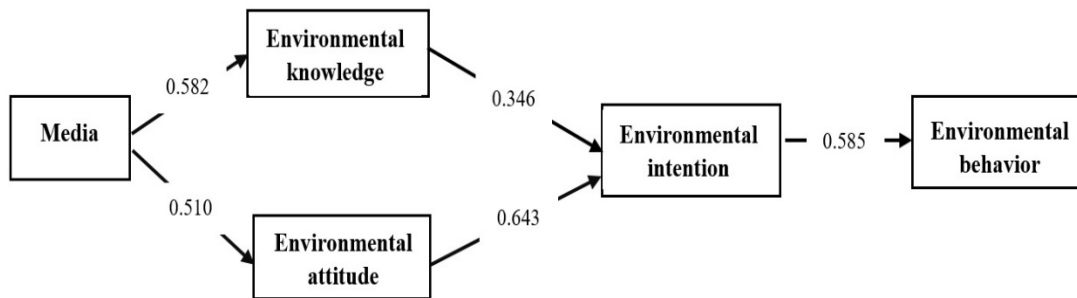 Environmental
knowledge
0.582
0.346
Media
Environmental
intention
0.585
Environmental
behavior
0.510
0.643
Environmental
attitude